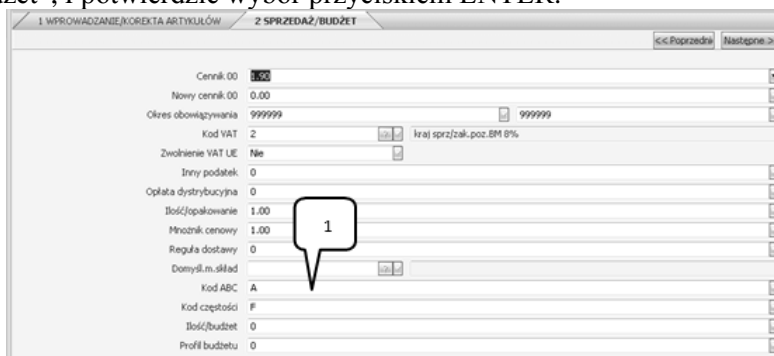 dżet", i potwierdzie wybór przyciskiem ENTER.
1 WPROWADZANIE/KOREKTA ARTYKUŁÓW 2 SPRZEDAŻ/BUDŻET
<< Poprzedni Następne >
Cennik 00 1.90
Nowy cennik 00 0.00
Okres obowiązywania 999999 999999
Kod VAT 2 kraj sprz/zak.poz.BM 8%
Zwolnienie VAT UE Nie
Inny podatek 0
Opłata dystrybucyjna 0
Ilość/opakowanie 1.00
Mnożnik cenowy 1.00
1
Reguła dostawy 0
Domyśl.m.skład
Kod ABC A
Kod częstości F
Ilość/budżet 0
Profil budżetu 0